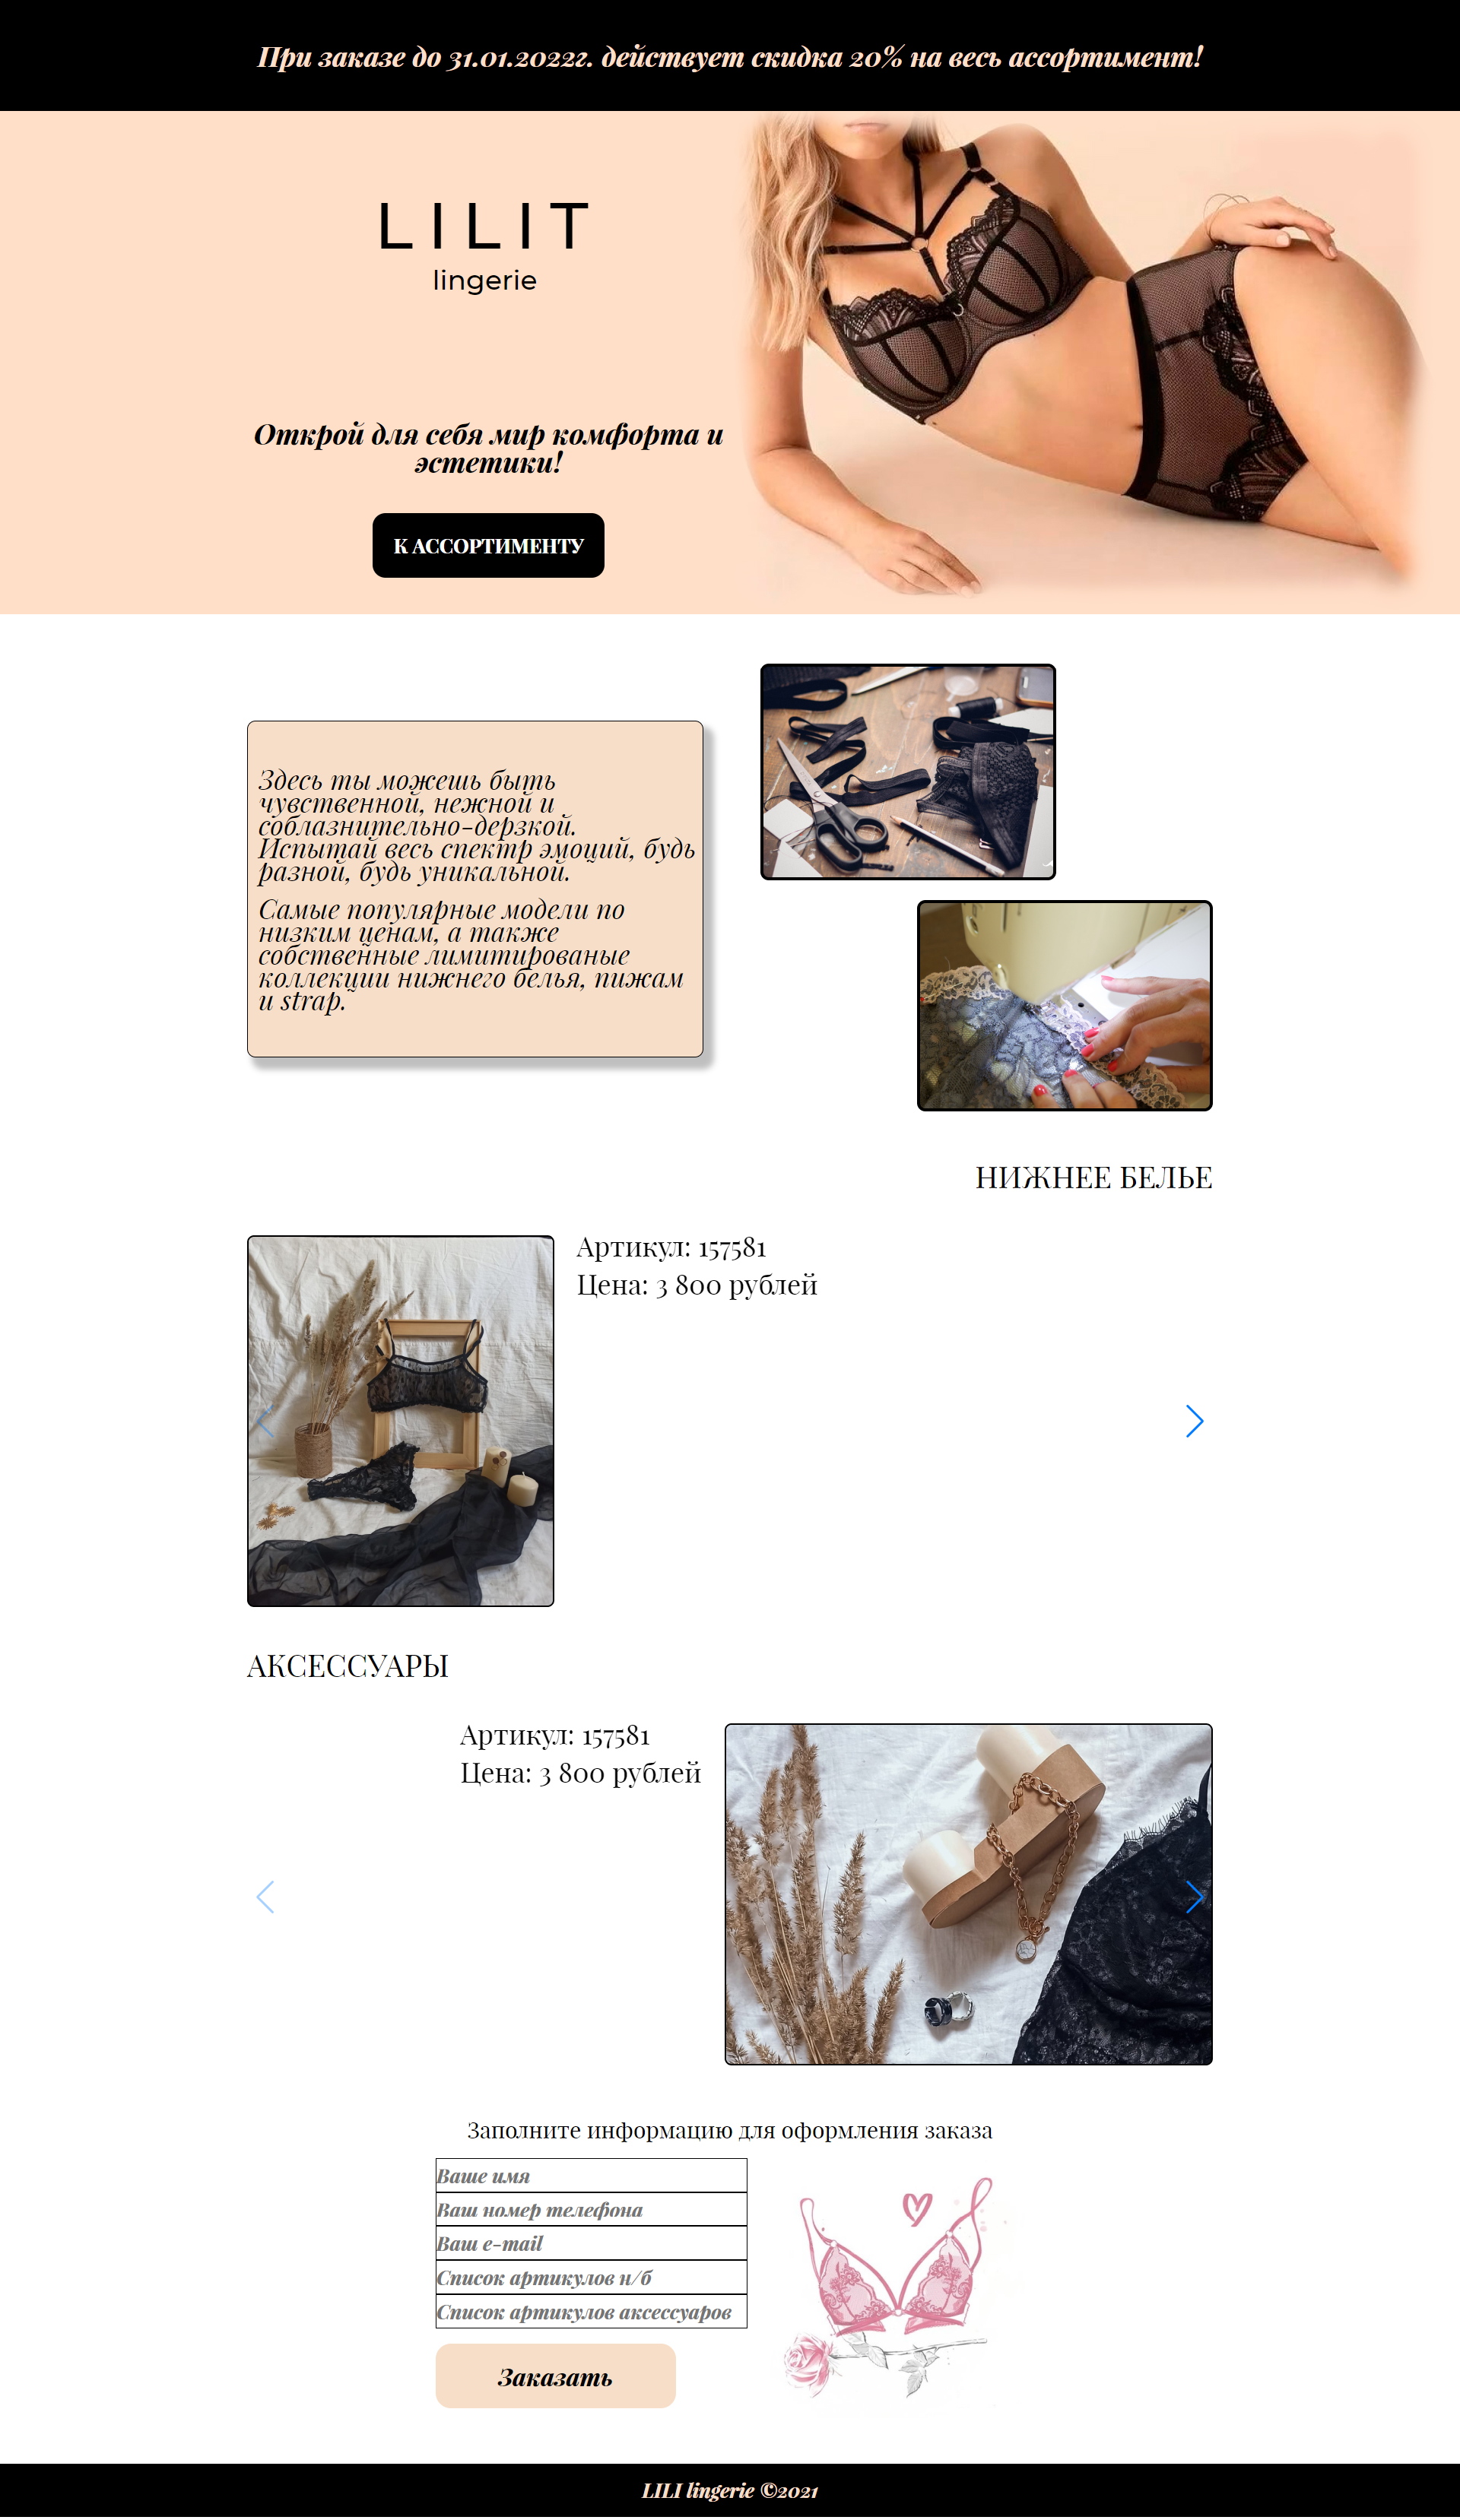 При заказе до 31.01.2022г. действует скидка 20% на весь ассортимент!
LILIT
lingerie
Открой для себя мир комфорта и
эстетики!
К АССОРТИМЕНТУ
Здесь ты можешь быть
чувственной, нежной и
соблазнительно-дерзкой.
Испытай весь спектр эмоций, будь
разной, будь уникальной.
Самые популярные модели по
низким ценам, а также
собственные лимитированые
коллекции нижнего белья, пижам
и strap.
НИЖНЕЕ БЕЛЬЕ
Артикул: 157581
Цена: 3 800 рублей
АКСЕССУАРЫ
Артикул: 157581
Цена: 3 800 рублей
Заполните информацию для оформления заказа
Ваше имя
Ваш номер телефона
Ваш e-mail
Список артикулов н/б
Список артикулов аксессуаров
Заказать
LILI lingerie ©2021